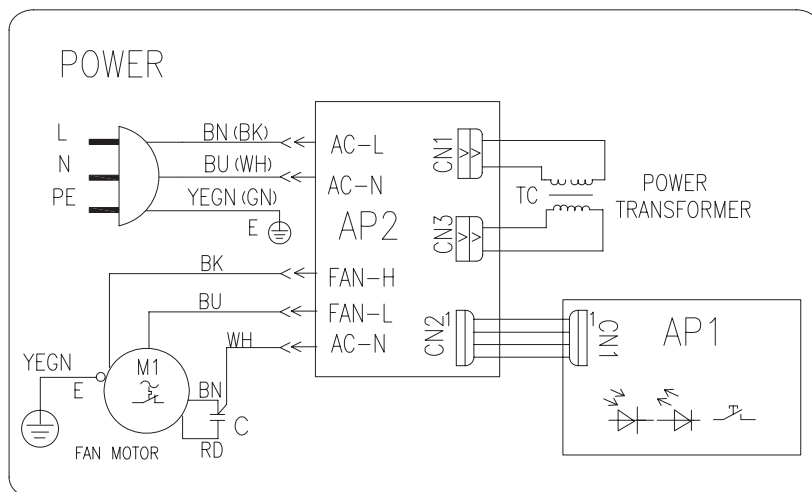 POWER
L
BN (BK)
AC-L
CN1
N
BU (WH)
AC-N
PE
YEGN (GN)
E
AP2
TC
POWER
TRANSFORMER
CN3
BK
FAN-H
BU
FAN-L
WH
AC-N
CN2
1
1
CN1
AP1
YEGN
E
M1
BN
C
RD
FAN MOTOR